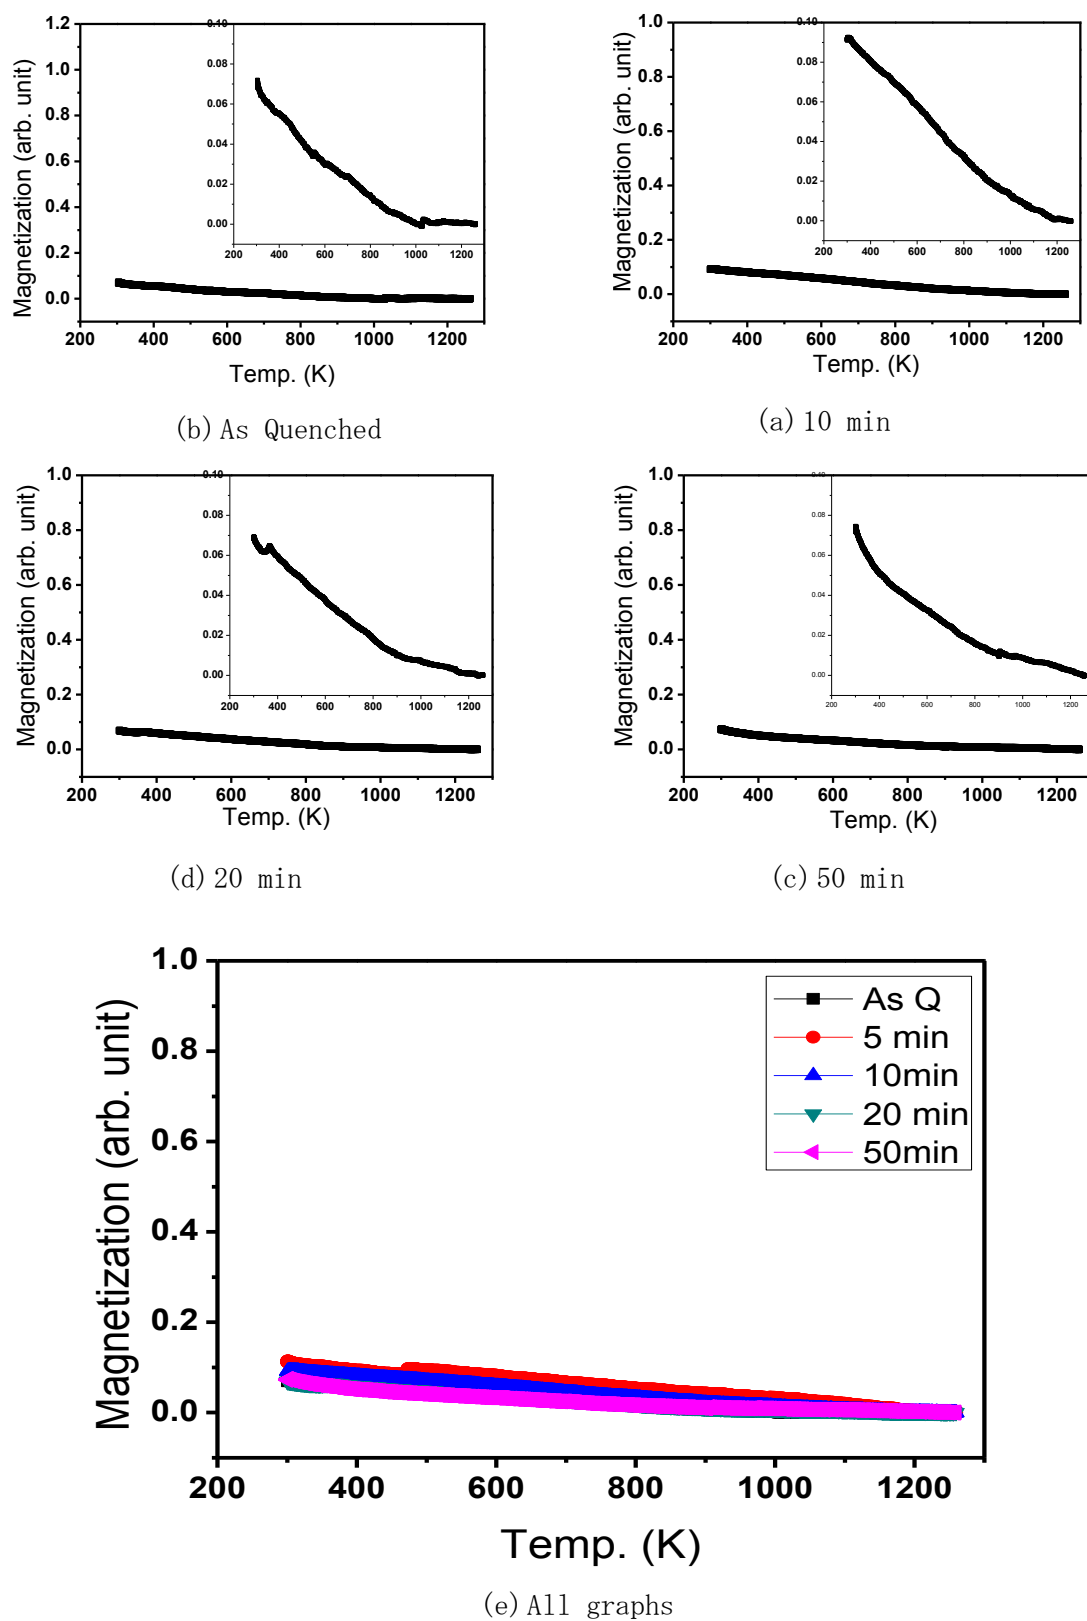 Magnetization (arb. unit)
1.2
1.0
0.8
0.6
0.4
0.2
0.0
200 400 600 800 1000 1200
Temp. (K)
0.10
0.08
0.06
0.04
0.02
0.00
200 400 600 800 1000 1200
(b) As Quenched
Magnetization (arb. unit)
1.0
0.8
0.6
0.4
0.2
0.0
200 400 600 800 1000 1200
Temp. (K)
0.10
0.08
0.06
0.04
0.02
0.00
200 400 600 800 1000 1200
(a) 10 min
Magnetization (arb. unit)
1.0
0.8
0.6
0.4
0.2
0.0
200 400 600 800 1000 1200
Temp. (K)
0.10
0.08
0.06
0.04
0.02
0.00
200 400 600 800 1000 1200
(d) 20 min
Magnetization (arb. unit)
1.0
0.8
0.6
0.4
0.2
0.0
200 400 600 800 1000 1200
Temp. (K)
0.10
0.08
0.06
0.04
0.02
0.00
200 400 600 800 1000 1200
(c) 50 min
Magnetization (arb. unit)
1.0
0.8
0.6
0.4
0.2
0.0
200 400 600 800 1000 1200
Temp. (K)
As Q
5 min
10min
20 min
50min
(e) All graphs